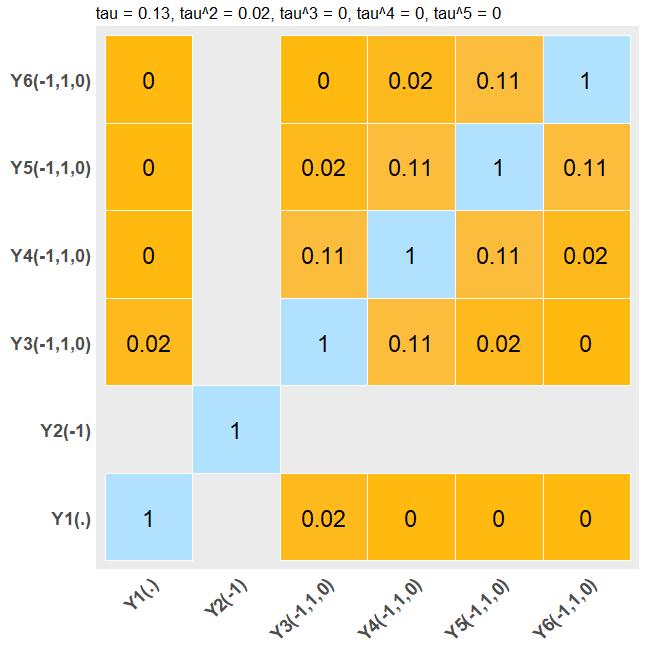 tau = 0.13, tau^2 = 0.02, tau^3 = 0, tau^4 = 0, tau^5 = 0
Y6(-1,1,0) 0 0 0.02 0.11 1
Y5(-1,1,0) 0 0.02 0.11 1 0.11
Y4(-1,1,0) 0 0.11 1 0.11 0.02
Y3(-1,1,0) 0.02 1 0.11 0.02 0
Y2(-1) 1
Y1(.) 1 0.02 0 0 0
Y1(.) Y2(-1) Y3(-1,1,0) Y4(-1,1,0) Y5(-1,1,0) Y6(-1,1,0)